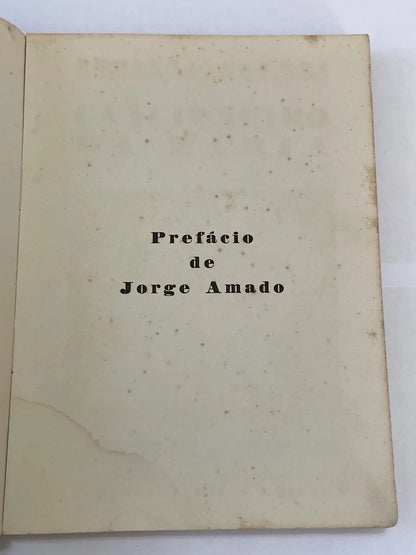 Prefácio
de
Jorge Amado